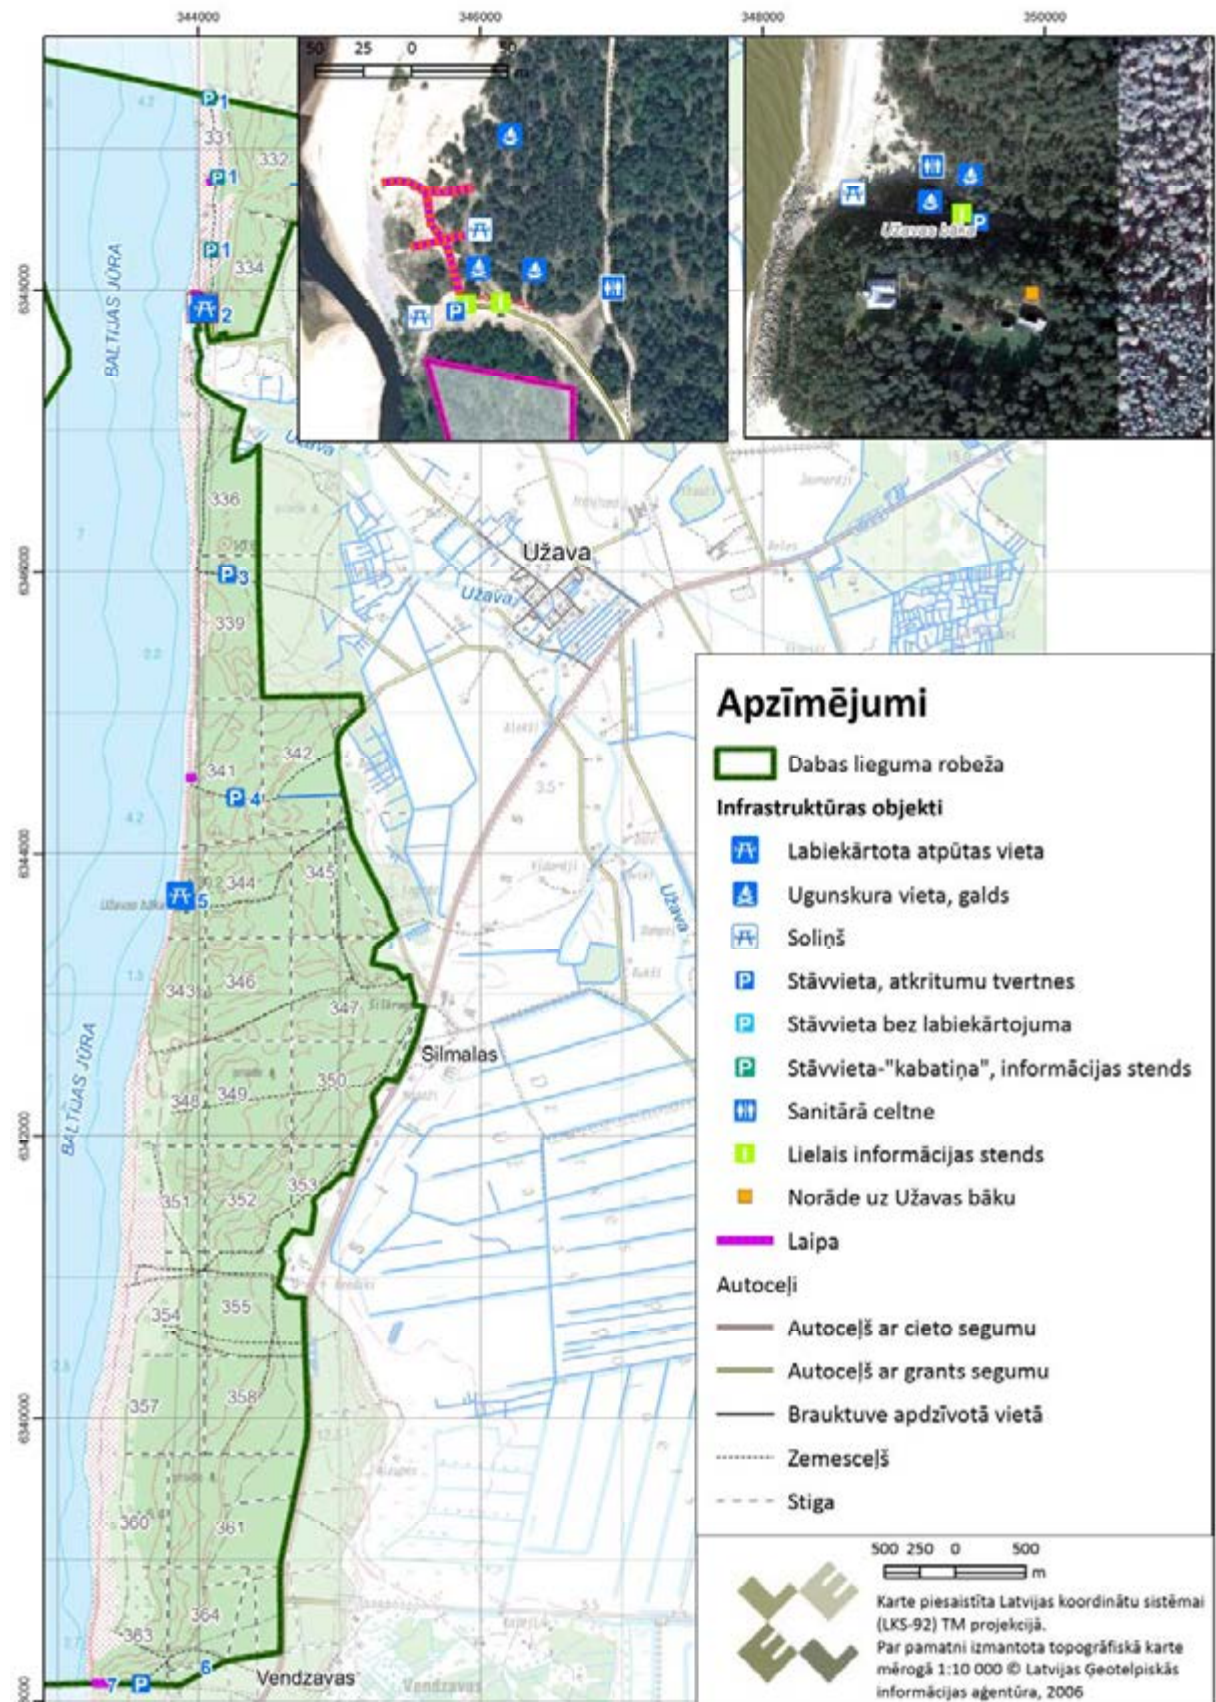 344000
346000
348000
350000
50 25 0 50
m
P 1
331
332
P 1
P 1
334
BALTIJAS JŪRA
2
6348000
Užavas bāka
Užava
336
Užava
6346000
P 3
Užava
339
342
341
P 4
4.2
6344000
345
344
5
Užava
346
343
347
Silmalas
350
349
348
BALTIJAS JŪRA
6342000
353
352
351
355
354
358
357
6340000
360
361
364
363
6
7 P
Vendzavas
Vendzavas
Apzīmējumi
Dabas lieguma robeža
Infrastruktūras objekti
Labiekārtota atpūtas vieta
Ugunskura vieta, galds
Soliņš
P Stāvvieta, atkritumu tvertnes
P Stāvvieta bez labiekārtojuma
P Stāvvieta-"kabatiņa", informācijas stends
Sanitārā celtne
i Lielais informācijas stends
Norāde uz Užavas bāku
Laipa
Autoceļi
Autoceļš ar cieto segumu
Autoceļš ar grants segumu
Brauktuve apdzīvotā vietā
Zemesceļš
Stiga
500 250 0 500
m
Karte piesaistīta Latvijas koordinātu sistēmai
(LKS-92) TM projekcijā.
Par pamatni izmantota topogrāfiskā karte
mērogā 1:10 000 © Latvijas Ģeotelpiskās
informācijas aģentūra, 2006